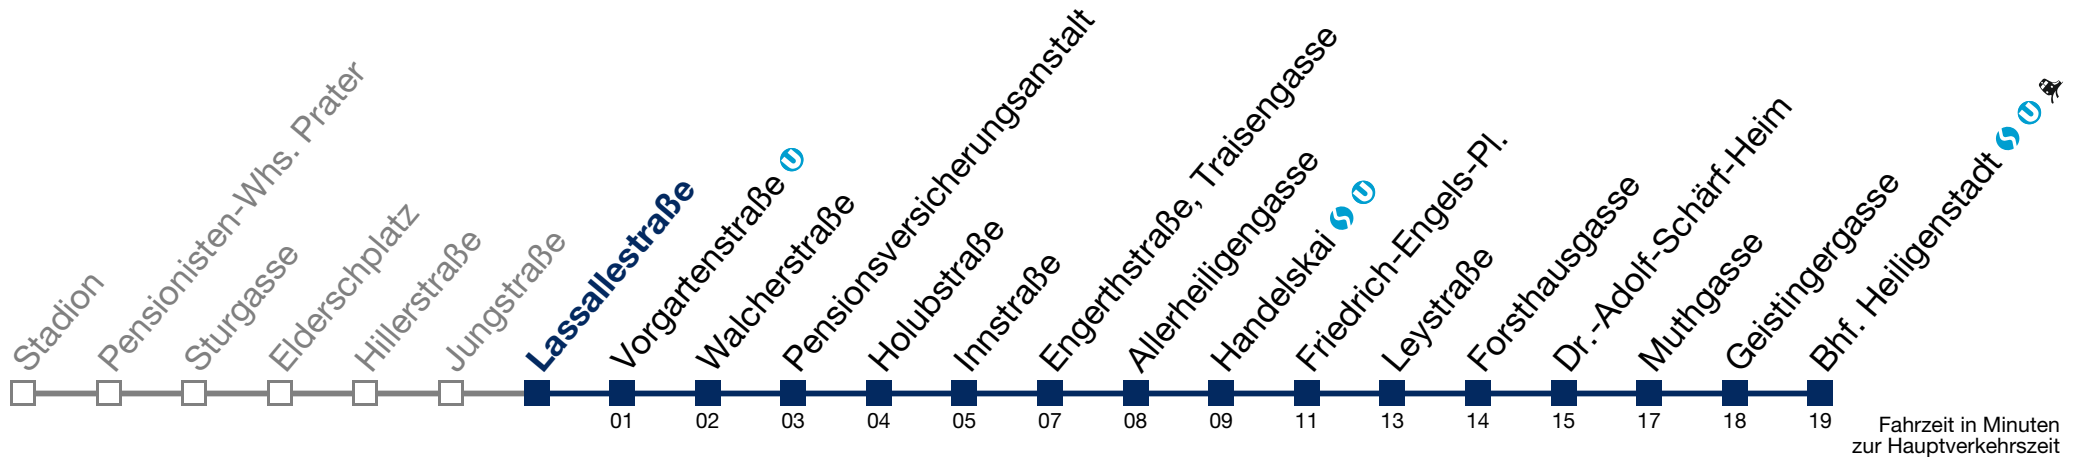 Stadion
Pensionisten-Whs. Prater
Sturgasse
Elderschplatz
Hillerstraße
Jungstraße
Lassallestraße
Vorgartenstraße U
Walcherstraße
Pensionsversicherungsanstalt
Holubstraße
Innstraße
Engerthstraße, Traisengasse
Allerheiligengasse
Handelskai S U
Friedrich-Engels-Pl.
Leystraße
Forsthausgasse
Dr.-Adolf-Schärf-Heim
Muthgasse
Geistingergasse
Bhf. Heiligenstadt S U
01 02 03 04 05 07 08 09 11 13 14 15 17 18 19
Fahrzeit in Minuten
zur Hauptverkehrszeit